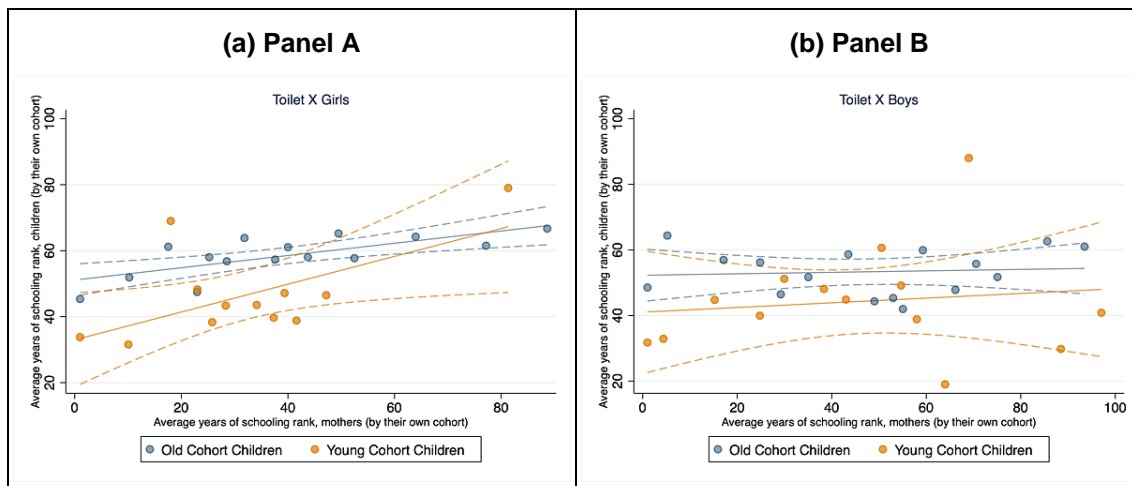 (a) Panel A
Toilet X Girls
Average years of schooling rank, children (by their own cohort)
100
80
60
40
20
0 20 40 60 80
Average years of schooling rank, mothers (by their own cohort)
Old Cohort Children Young Cohort Children
(b) Panel B
Toilet X Boys
Average years of schooling rank, children (by their own cohort)
100
80
60
40
20
0 20 40 60 80 100
Average years of schooling rank, mothers (by their own cohort)
Old Cohort Children Young Cohort Children